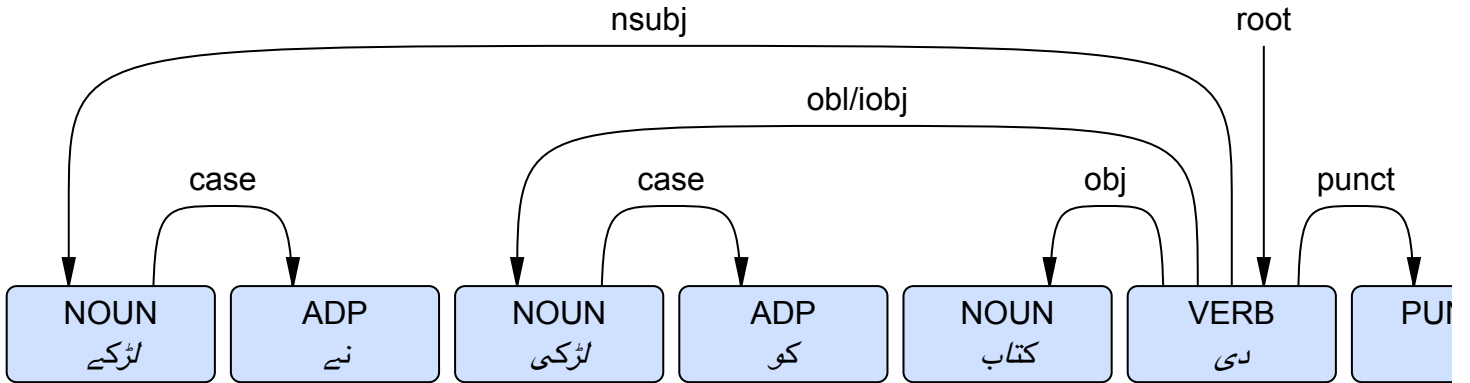 nsubj root
obl/iobj
case case obj punct
NOUN ADP NOUN ADP NOUN VERB PUN
لڑکے نے لڑکی کو کتاب دی